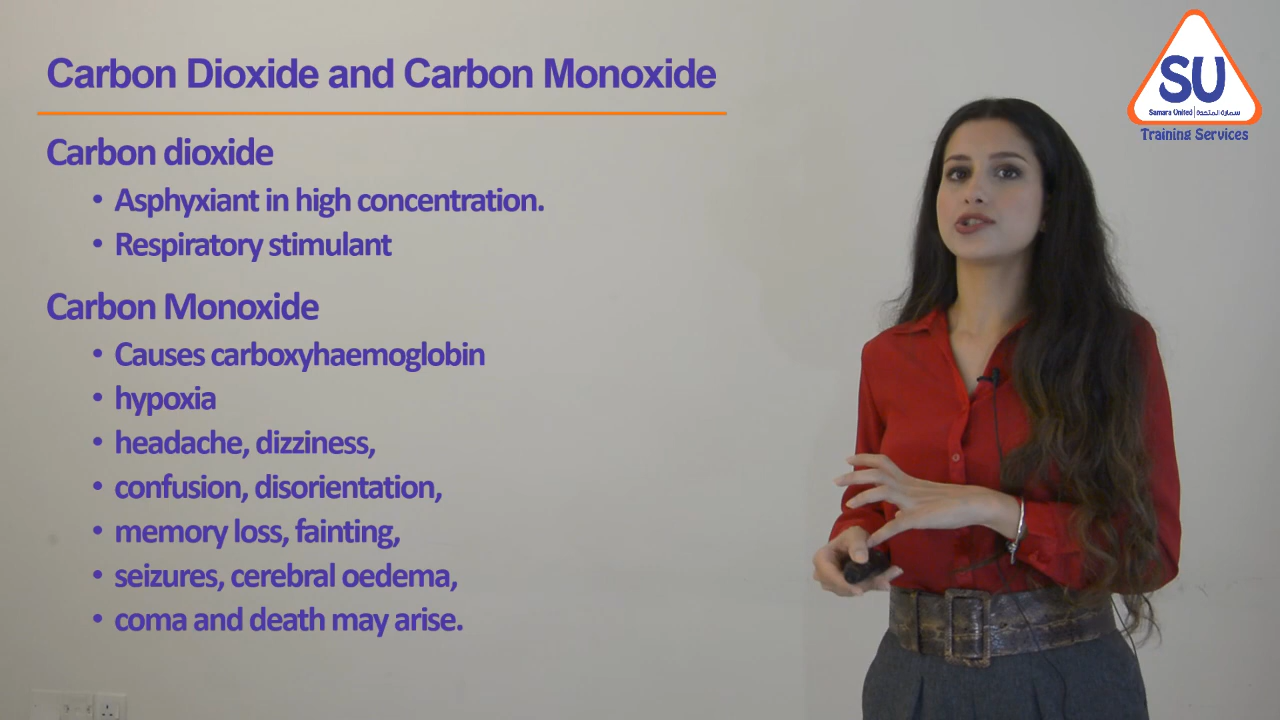 Carbon Dioxide and Carbon Monoxide
Carbon dioxide
• Asphyxiant in high concentration.
• Respiratory stimulant
Carbon Monoxide
• Causes carboxyhaemoglobin
• hypoxia
• headache, dizziness,
• confusion, disorientation,
• memory loss, fainting,
• seizures, cerebral oedema,
• coma and death may arise.
SU
Samara United | سمارة المتحدة
Training Services